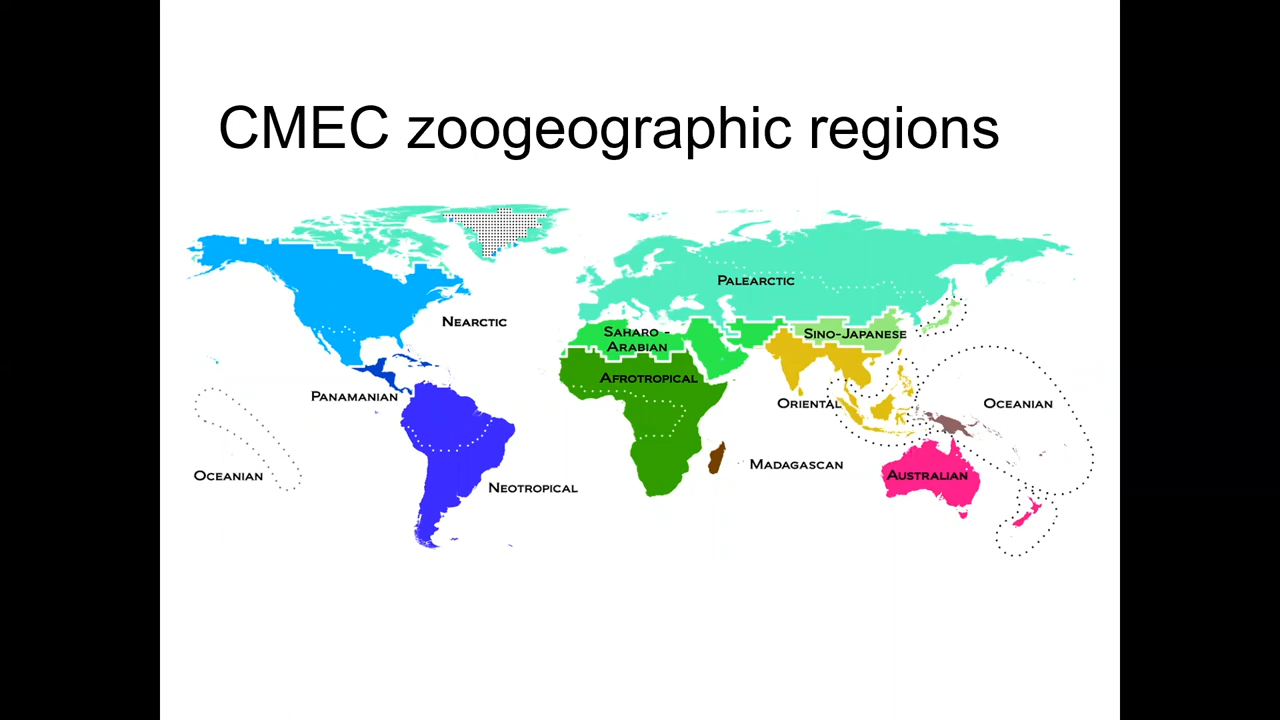 CMEC zoogeographic regions
PALEARCTIC
NEARCTIC
SAHARO -
ARABIAN
SINO-JAPANESE
AFROTROPICAL
PANAMANIAN
ORIENTAL
OCEANIAN
OCEANIAN
MADAGASCAN
AUSTRALIAN
NEOTROPICAL